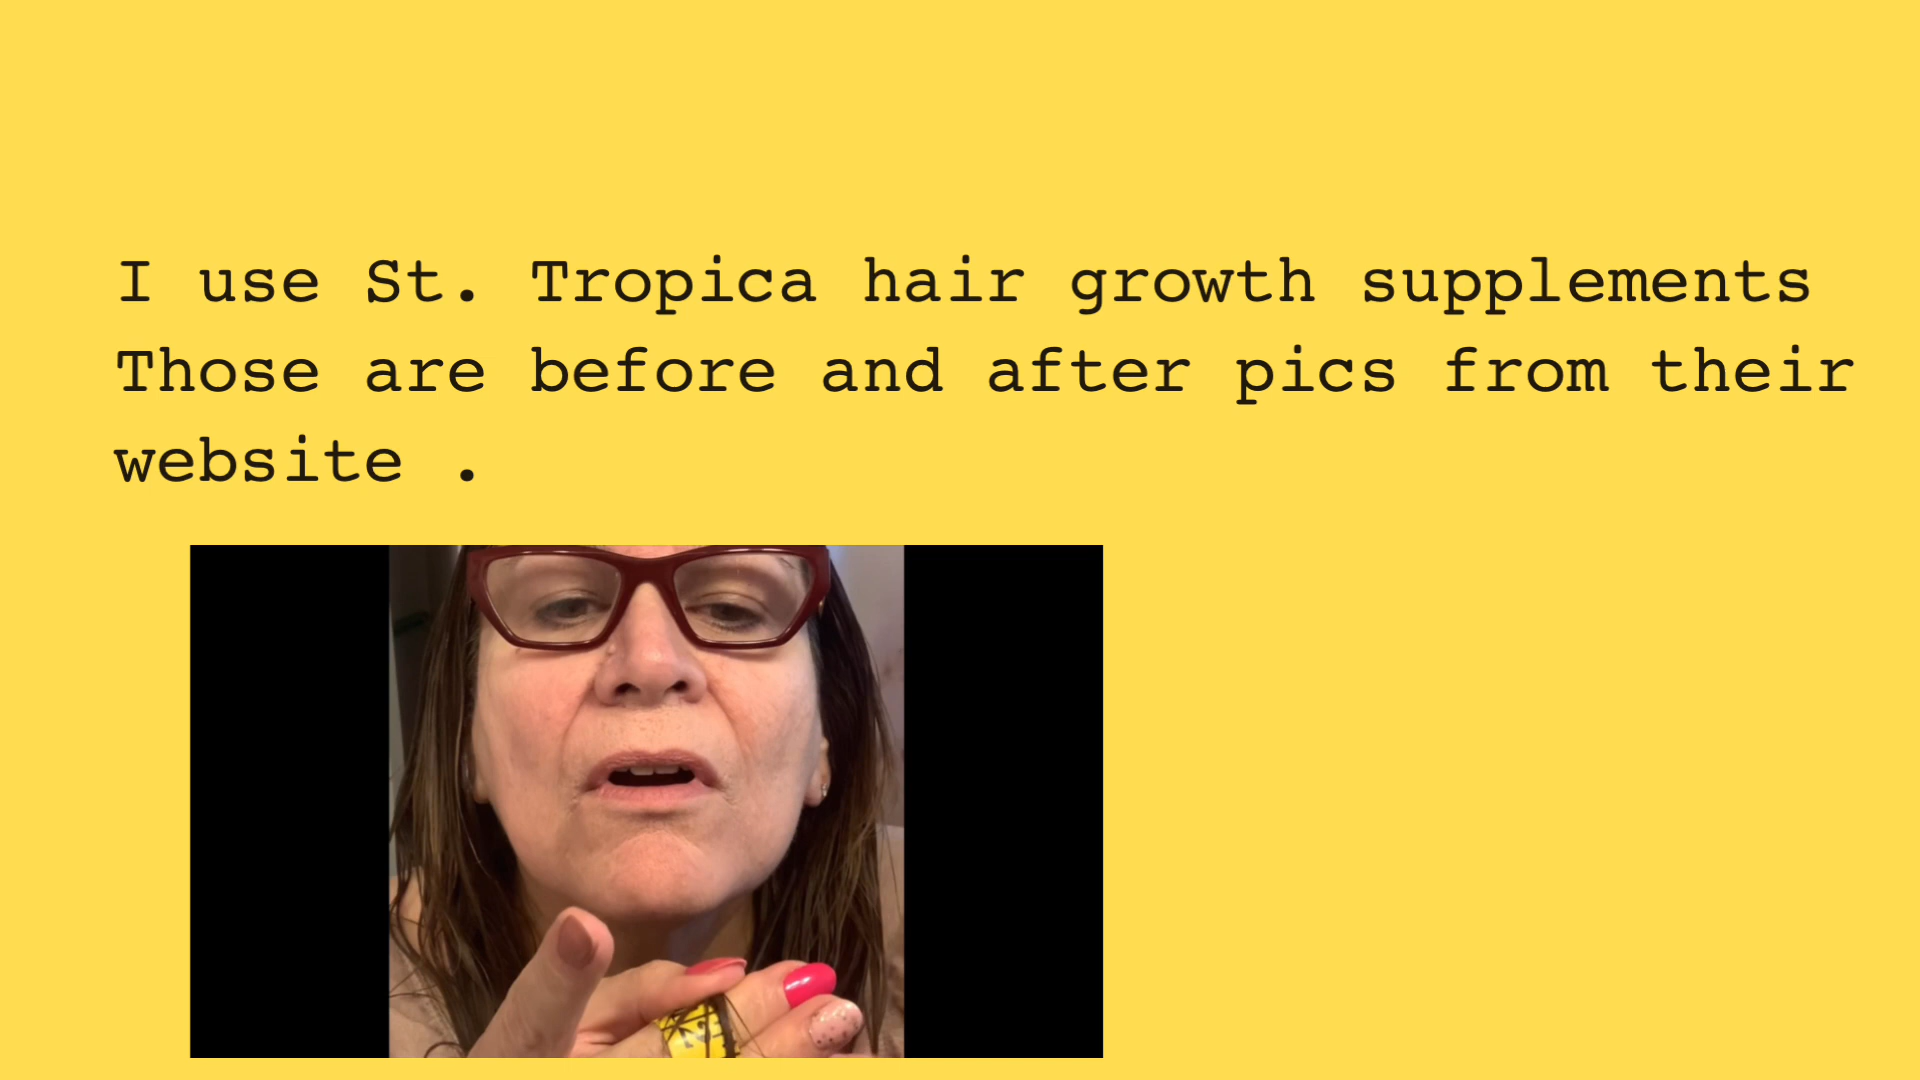 I use St. Tropica hair growth supplements
Those are before and after pics from their
website .